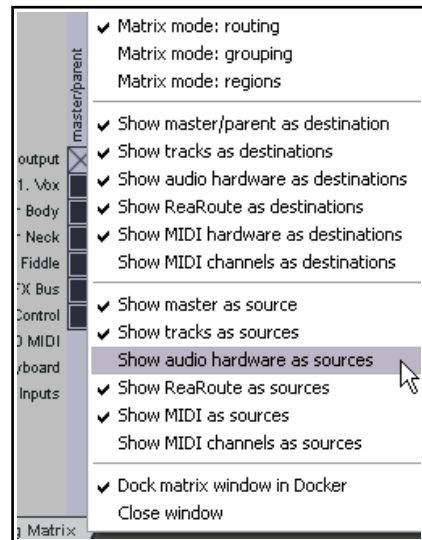 master/parent
output
1. Vox
Body
Neck
Fiddle
FX Bus
Control
MIDI
Inputs
Matrix
Matrix mode: routing
Matrix mode: grouping
Matrix mode: regions
Show master/parent as destination
Show tracks as destinations
Show audio hardware as destinations
Show ReaRoute as destinations
Show MIDI hardware as destinations
Show MIDI channels as destinations
Show master as source
Show tracks as sources
Show audio hardware as sources
Show ReaRoute as sources
Show MIDI as sources
Show MIDI channels as sources
Dock matrix window in Docker
Close window